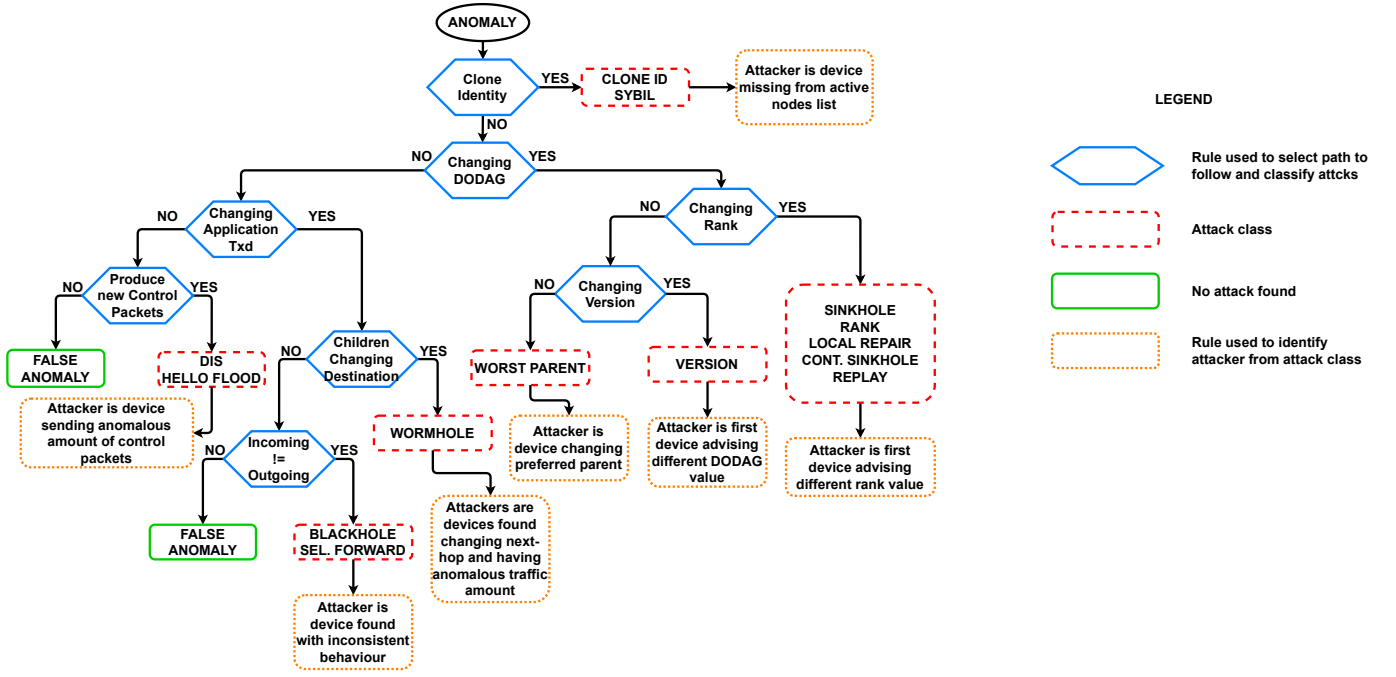 ANOMALY
Clone
Identity
YES
CLONE ID
SYBIL
Attacker is device
missing from active
nodes list
NO
NO
Changing
DODAG
YES
NO
Changing
Application
Txd
YES
NO
Changing
Rank
YES
NO
Produce
new Control
Packets
YES
NO
Changing
Version
YES
FALSE
ANOMALY
DIS
HELLO FLOOD
NO
Children
Changing
Destination
YES
WORST PARENT
VERSION
SINKHOLE
RANK
LOCAL REPAIR
CONT. SINKHOLE
REPLAY
Attacker is device
sending anomalous
amount of control
packets
NO
Incoming
!=
Outgoing
YES
WORMHOLE
Attacker is
device changing
preferred parent
Attacker is first
device advising
different DODAG
value
Attacker is first
device advising
different rank value
FALSE
ANOMALY
BLACKHOLE
SEL. FORWARD
Attackers are
devices found
changing next-
hop and having
anomalous traffic
amount
Attacker is
device found
with inconsistent
behaviour
LEGEND
Rule used to select path to
follow and classify attcks
Attack class
No attack found
Rule used to identify
attacker from attack class